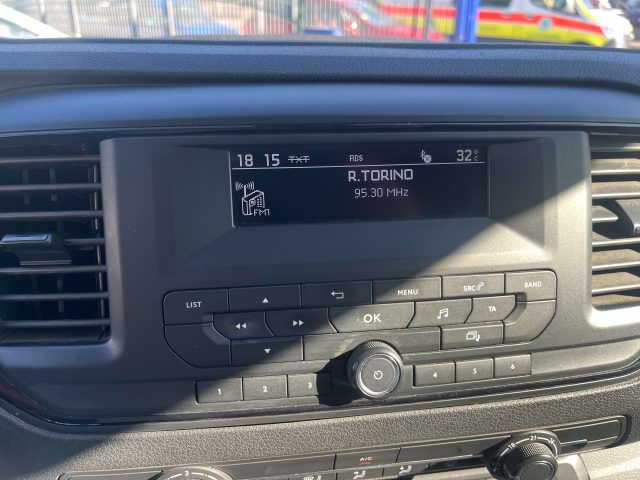 18 15 TXT RDS 32°C
R.TORINO
95.30 MHz
FM1
LIST MENU SRC BAND
OK TA
1 2 3 4 5 6
A/C